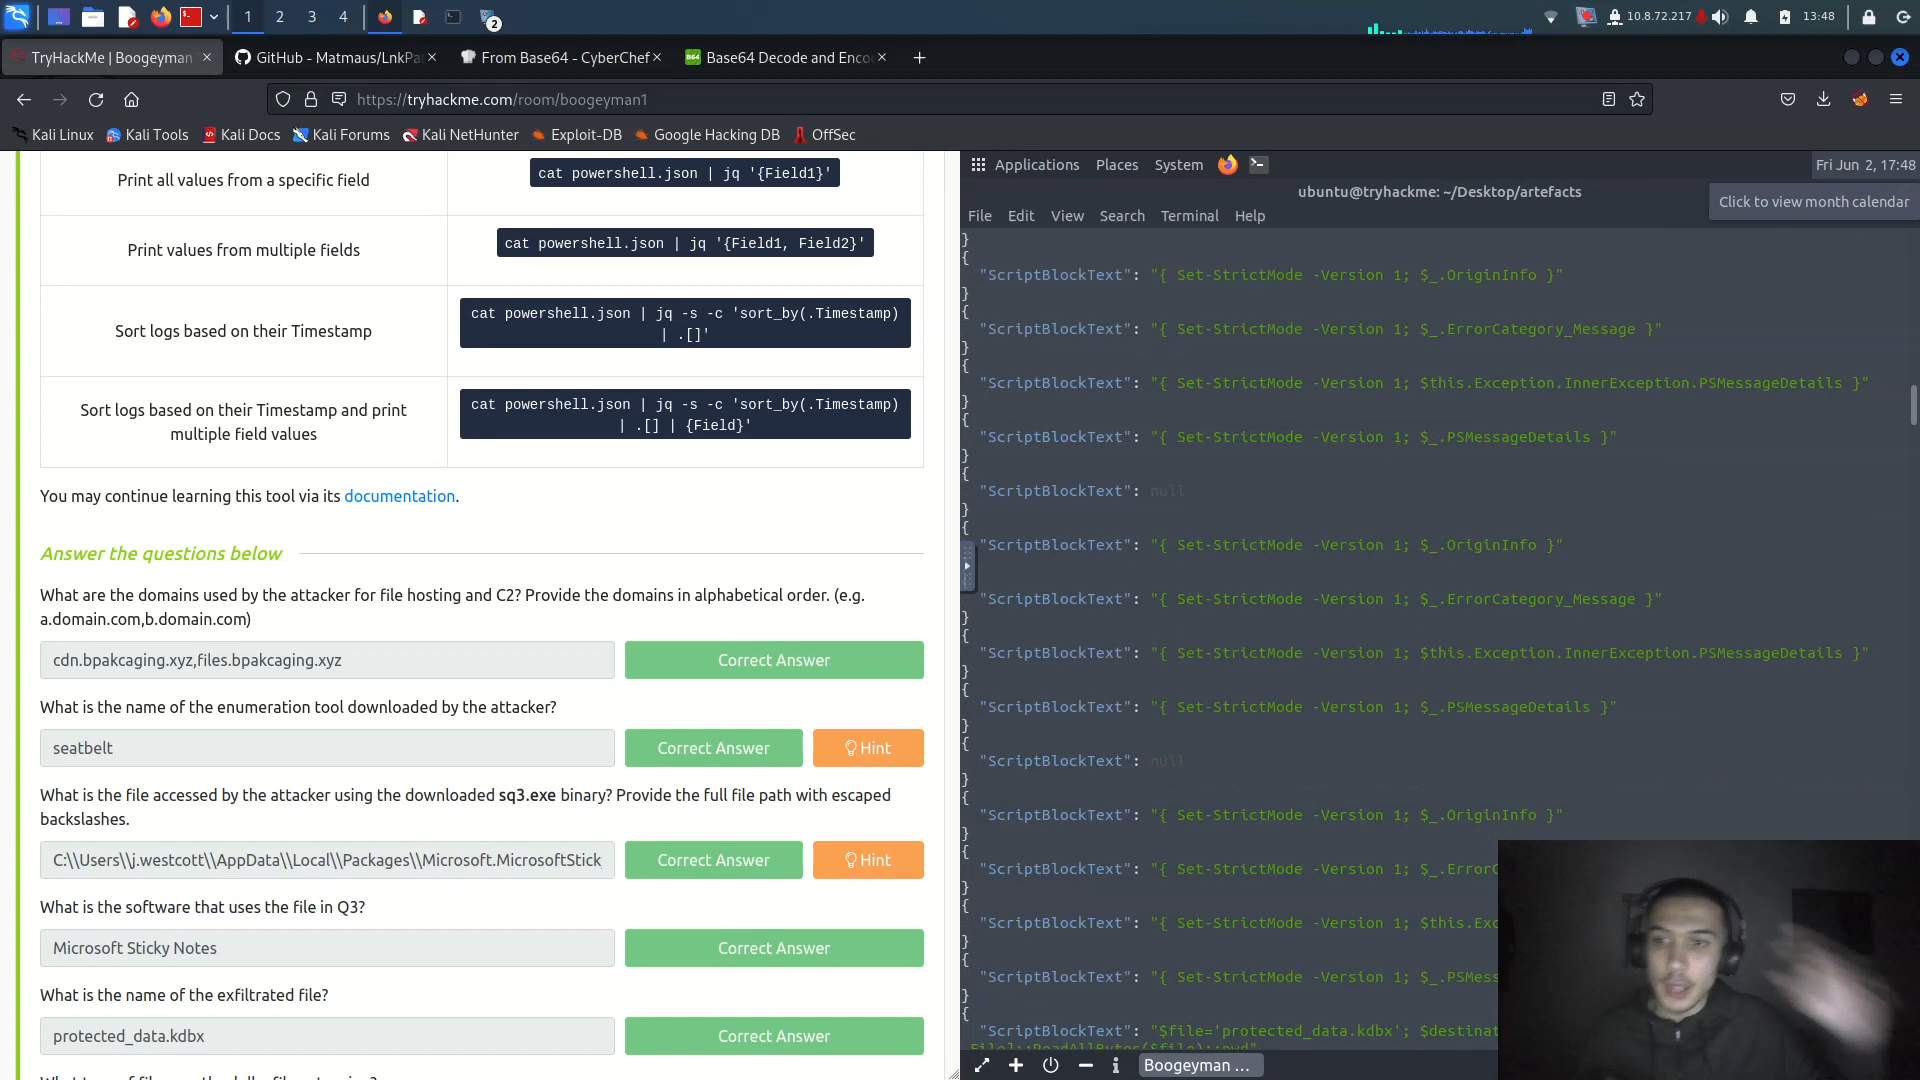 1 2 3 4 2 10.8.72.217 13:48
TryHackMe | Boogeyman GitHub - Matmaus/LnkPa From Base64 - CyberChef Base64 Decode and Enco
https://tryhackme.com/room/boogeyman1
Kali Linux Kali Tools Kali Docs Kali Forums Kali NetHunter Exploit-DB Google Hacking DB OffSec
Print all values from a specific field
cat powershell.json | jq '{Field1}'
Print values from multiple fields
cat powershell.json | jq '{Field1, Field2}'
Sort logs based on their Timestamp
cat powershell.json | jq -s -c 'sort_by(.Timestamp)
| .[]'
Sort logs based on their Timestamp and print
multiple field values
cat powershell.json | jq -s -c 'sort_by(.Timestamp)
| .[] | {Field}'
You may continue learning this tool via its documentation.
Answer the questions below
What are the domains used by the attacker for file hosting and C2? Provide the domains in alphabetical order. (e.g.
a.domain.com,b.domain.com)
cdn.bpakcaging.xyz,files.bpakcaging.xyz
Correct Answer
What is the name of the enumeration tool downloaded by the attacker?
seatbelt
Correct Answer
Hint
What is the file accessed by the attacker using the downloaded sq3.exe binary? Provide the full file path with escaped
backslashes.
C:\\Users\\j.westcott\\AppData\\Local\\Packages\\Microsoft.MicrosoftStick
Correct Answer
Hint
What is the software that uses the file in Q3?
Microsoft Sticky Notes
Correct Answer
What is the name of the exfiltrated file?
protected_data.kdbx
Correct Answer
Applications Places System Fri Jun 2, 17:48
ubuntu@tryhackme: ~/Desktop/artefacts
Click to view month calendar
File Edit View Search Terminal Help
}
{
"ScriptBlockText": "{ Set-StrictMode -Version 1; $_.OriginInfo }"
}
{
"ScriptBlockText": "{ Set-StrictMode -Version 1; $_.ErrorCategory_Message }"
}
{
"ScriptBlockText": "{ Set-StrictMode -Version 1; $this.Exception.InnerException.PSMessageDetails }"
}
{
"ScriptBlockText": "{ Set-StrictMode -Version 1; $_.PSMessageDetails }"
}
{
"ScriptBlockText": null
}
{
"ScriptBlockText": "{ Set-StrictMode -Version 1; $_.OriginInfo }"
"ScriptBlockText": "{ Set-StrictMode -Version 1; $_.ErrorCategory_Message }"
}
{
"ScriptBlockText": "{ Set-StrictMode -Version 1; $this.Exception.InnerException.PSMessageDetails }"
}
{
"ScriptBlockText": "{ Set-StrictMode -Version 1; $_.PSMessageDetails }"
}
{
"ScriptBlockText": null
}
{
"ScriptBlockText": "{ Set-StrictMode -Version 1; $_.OriginInfo }"
}
{
"ScriptBlockText": "{ Set-StrictMode -Version 1; $_.ErrorC
}
{
"ScriptBlockText": "{ Set-StrictMode -Version 1; $this.Exc
}
{
"ScriptBlockText": "{ Set-StrictMode -Version 1; $_.PSMess
}
{
"ScriptBlockText": "$file='protected_data.kdbx'; $destinat
Boogeyman ...